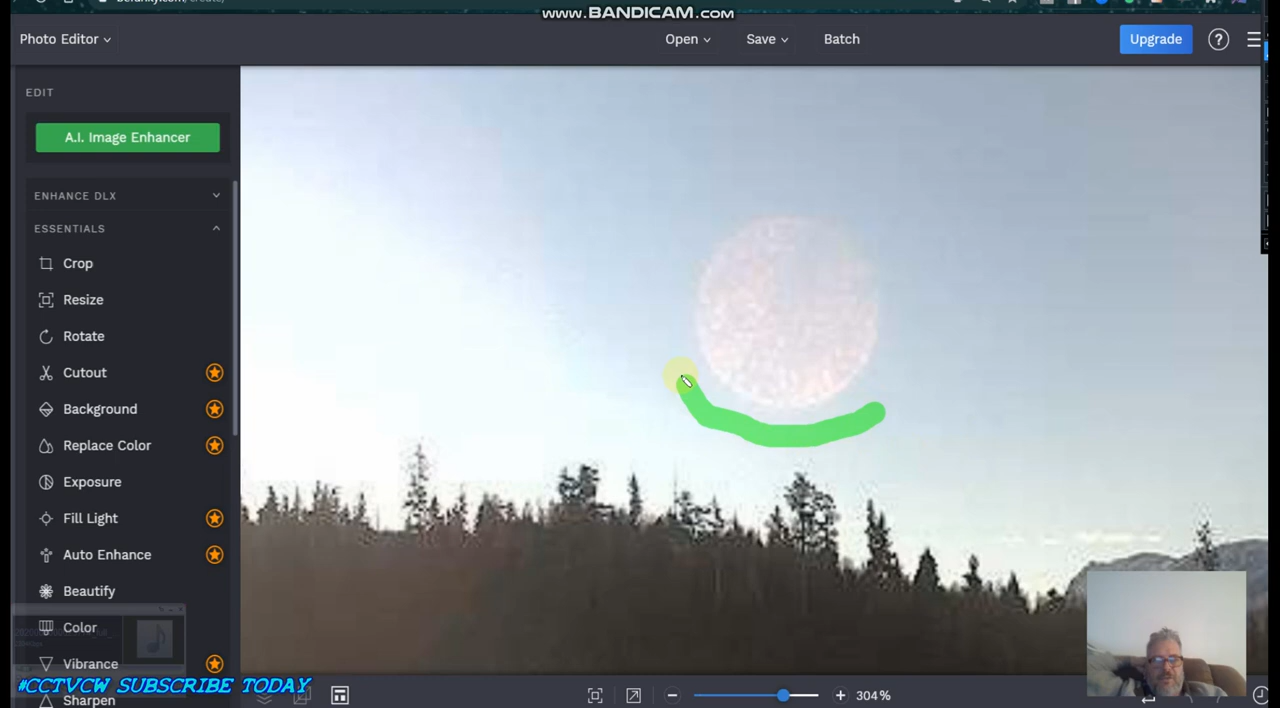 www.BANDICAM.com
Photo Editor
Open
Save
Batch
Upgrade
?
EDIT
A.I. Image Enhancer
ENHANCE DLX
ESSENTIALS
Crop
Resize
Rotate
Cutout
Background
Replace Color
Exposure
Fill Light
Auto Enhance
Beautify
Color
Vibrance
#CCTVCW SUBSCRIBE TODAY
Sharpen
304 %